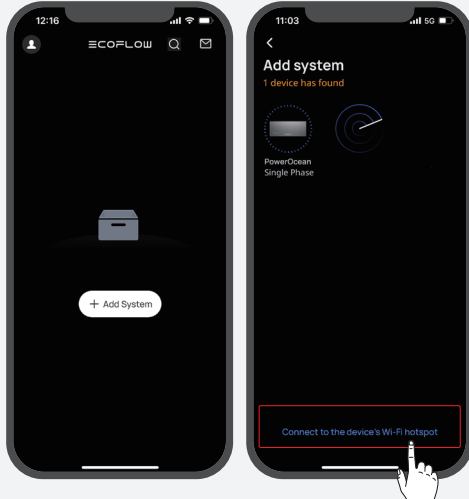 12:16
ECOFLOW
+ Add System
11:03
5G
Add system
1 device has found
PowerOcean
Single Phase
Connect to the device's Wi-Fi hotspot